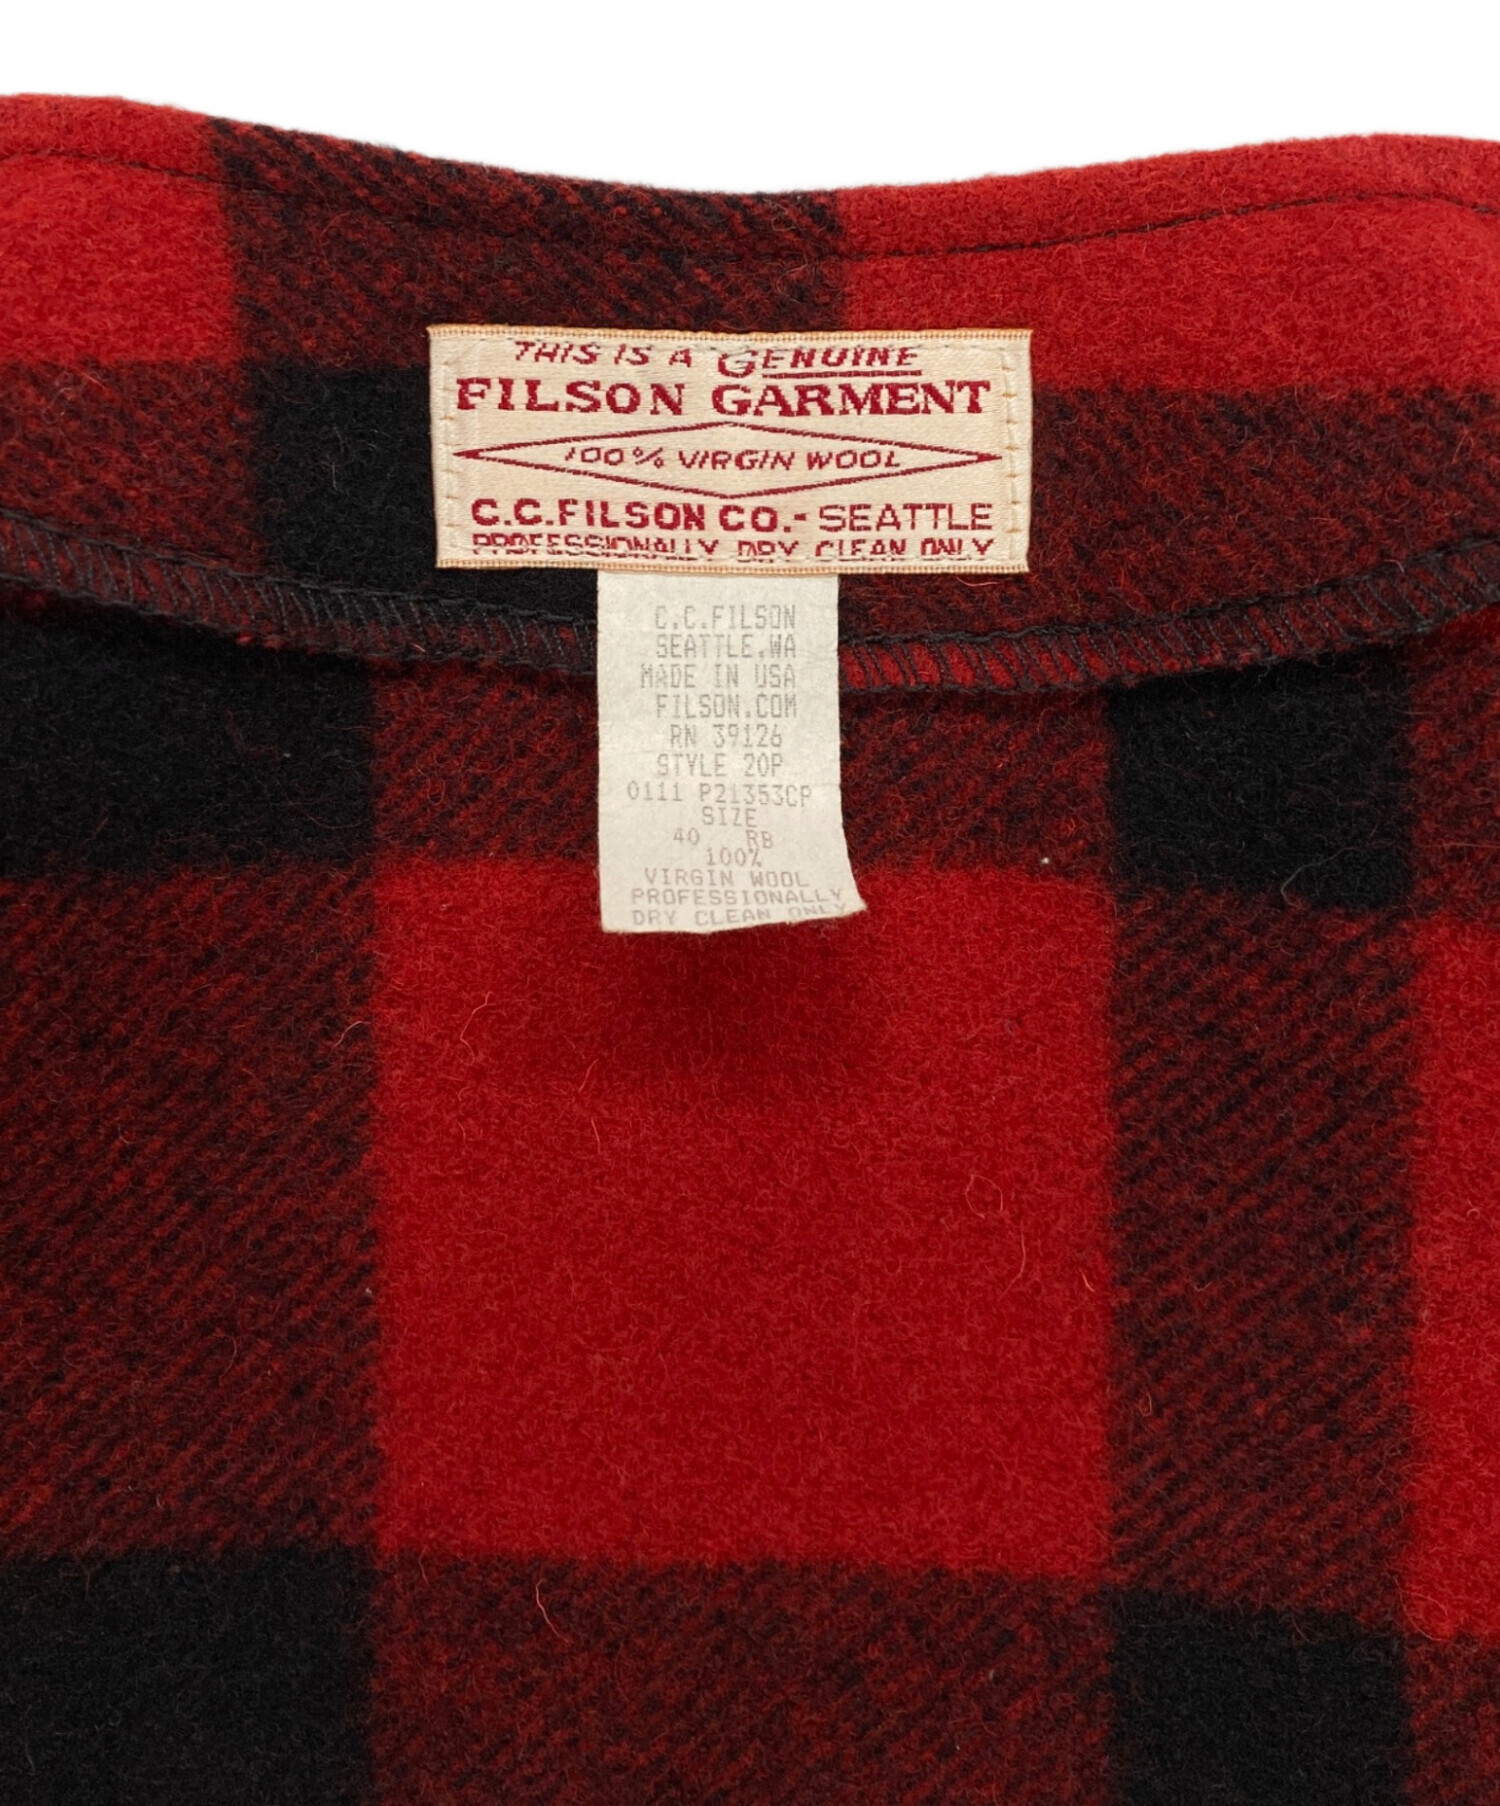 THIS IS A GENUINE
FILSON GARMENT
100% VIRGIN WOOL
C.C.FILSON CO.-SEATTLE
PROFESSIONALLY DRY CLEAN ONLY
C.C.FILSON
SEATTLE.WA
MADE IN USA
FILSON.COM
RN 39126
STYLE 20P
0111 P21353CP
SIZE
40 RB
100%
VIRGIN WOOL
PROFESSIONALLY
DRY CLEAN ONLY